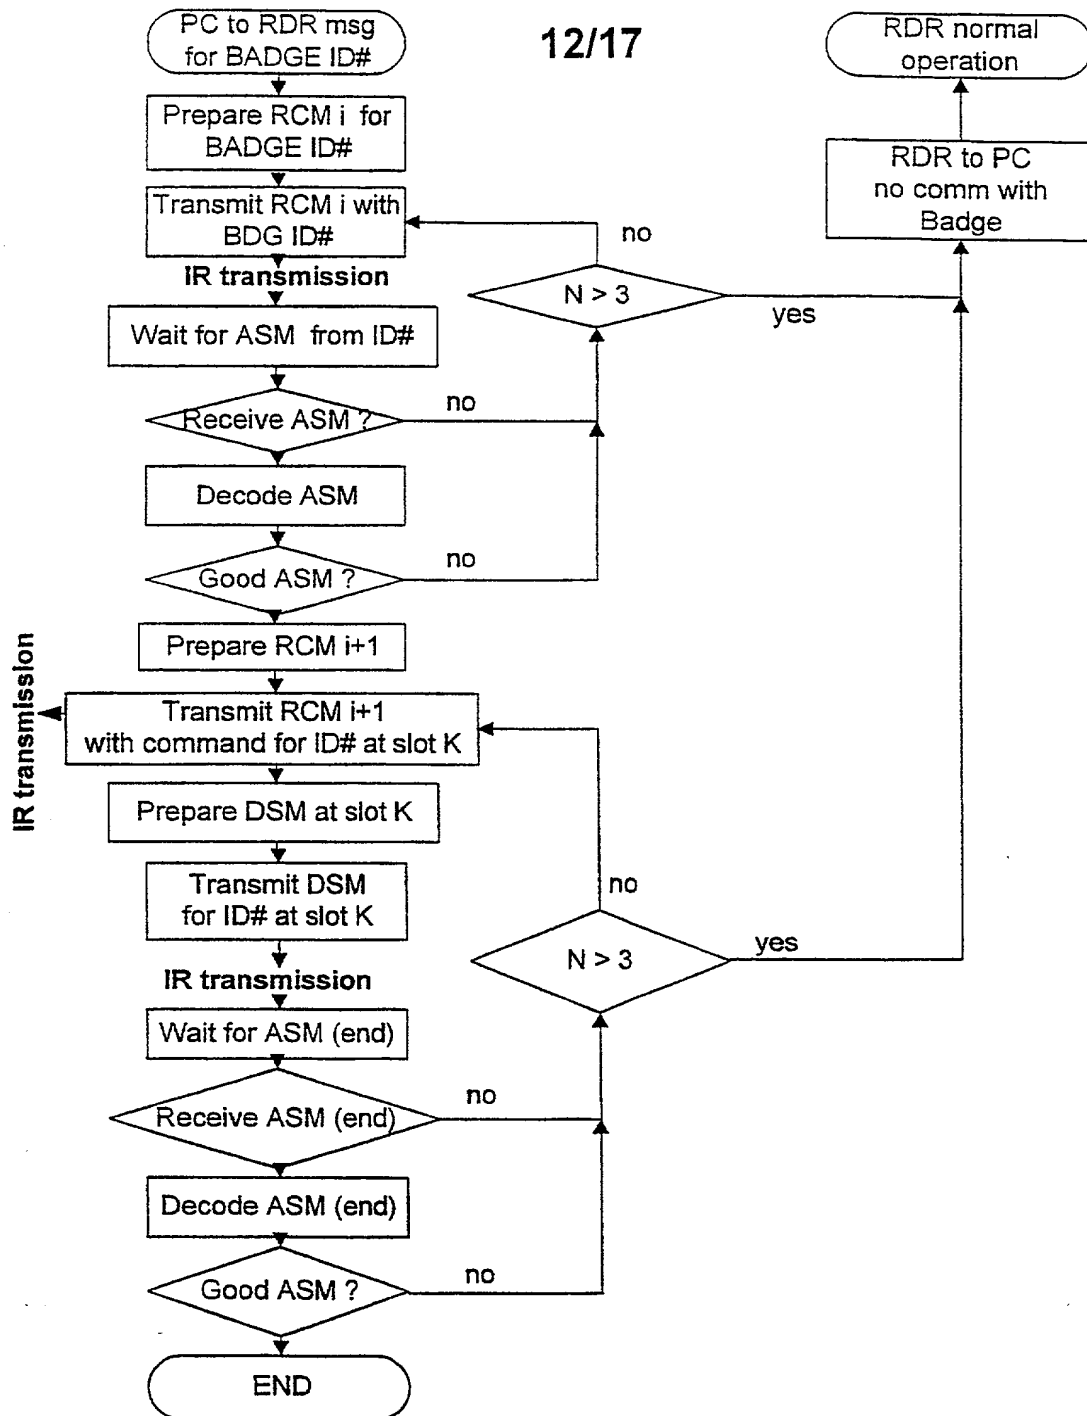 PC to RDR msg
for BADGE ID#
12/17
RDR normal
operation
Prepare RCM i for
BADGE ID#
RDR to PC
no comm with
Badge
Transmit RCM i with
BDG ID#
no
IR transmission
N > 3
yes
Wait for ASM from ID#
Receive ASM ?
no
Decode ASM
Good ASM ?
no
Prepare RCM i+1
IR transmission
Transmit RCM i+1
with command for ID# at slot K
Prepare DSM at slot K
Transmit DSM
for ID# at slot K
no
N > 3
yes
IR transmission
Wait for ASM (end)
Receive ASM (end)
no
Decode ASM (end)
Good ASM ?
no
END